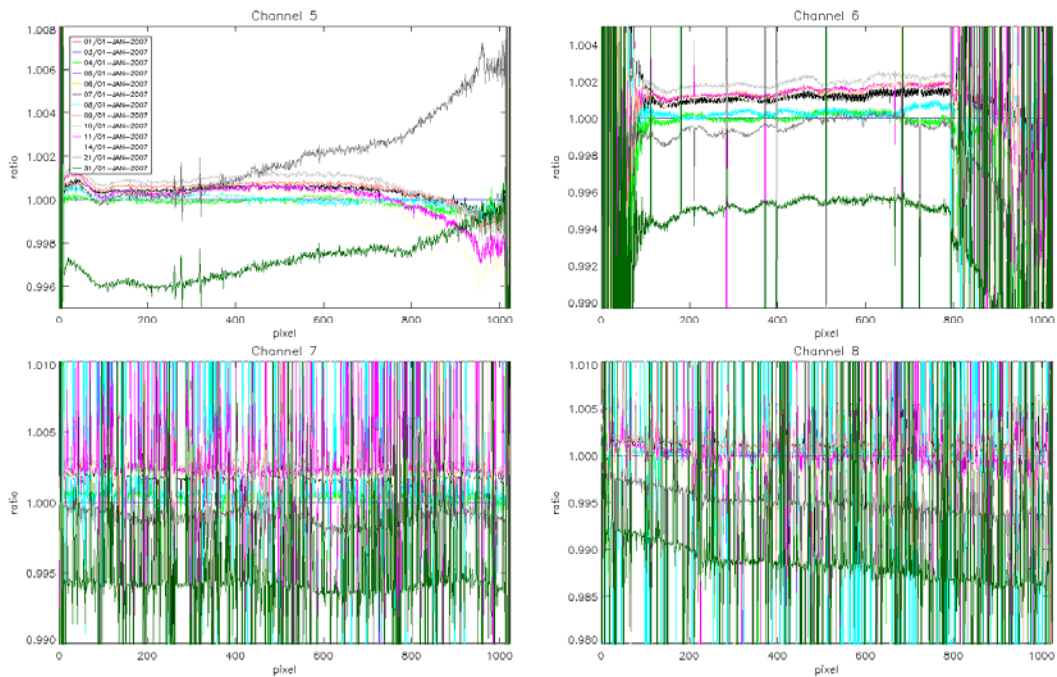 Channel 5
1.008
1.006
1.004
1.002
1.000
0.998
0.996
ratio
01/01-JAN-2007
03/01-JAN-2007
04/01-JAN-2007
05/01-JAN-2007
06/01-JAN-2007
07/01-JAN-2007
08/01-JAN-2007
09/01-JAN-2007
10/01-JAN-2007
11/01-JAN-2007
14/01-JAN-2007
21/01-JAN-2007
31/01-JAN-2007
0 200 400 600 800 1000
pixel
Channel 6
1.004
1.002
1.000
0.998
0.996
0.994
0.992
0.990
ratio
0 200 400 600 800 1000
pixel
Channel 7
1.010
1.005
1.000
0.995
0.990
ratio
0 200 400 600 800 1000
pixel
Channel 8
1.010
1.005
1.000
0.995
0.990
0.985
0.980
ratio
0 200 400 600 800 1000
pixel